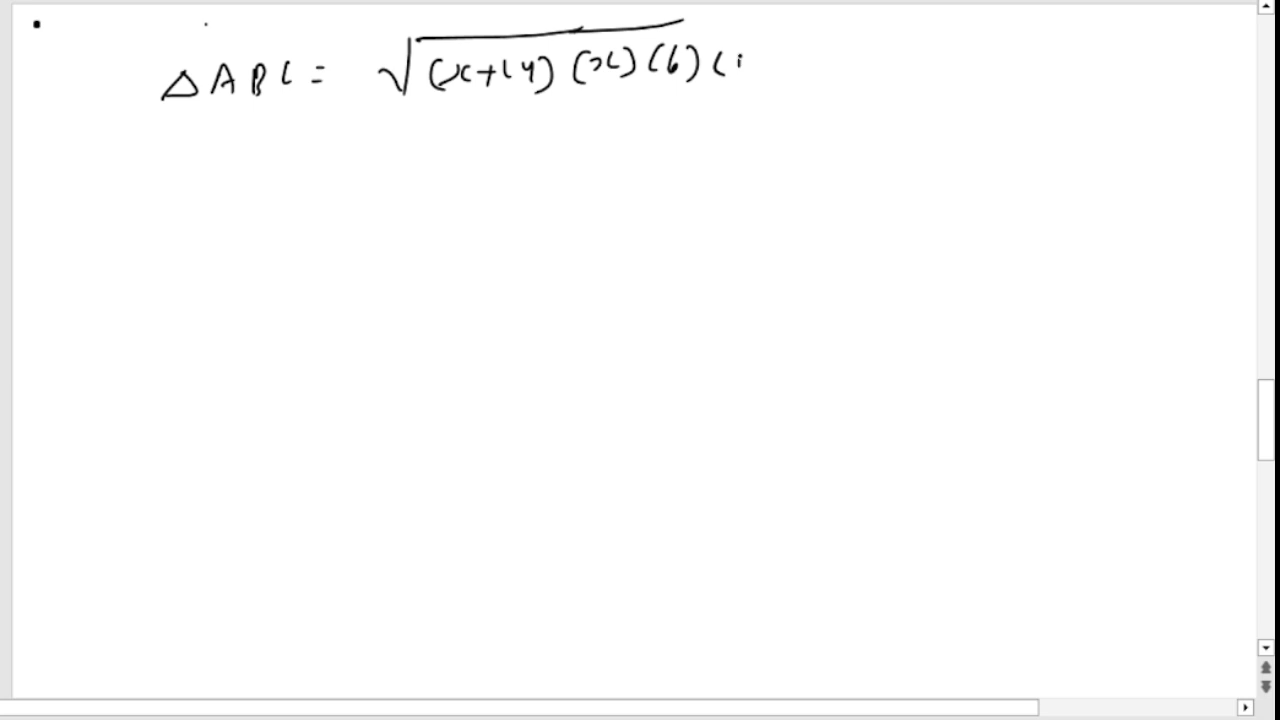 △ABC = √(x+14)(x)(6)(